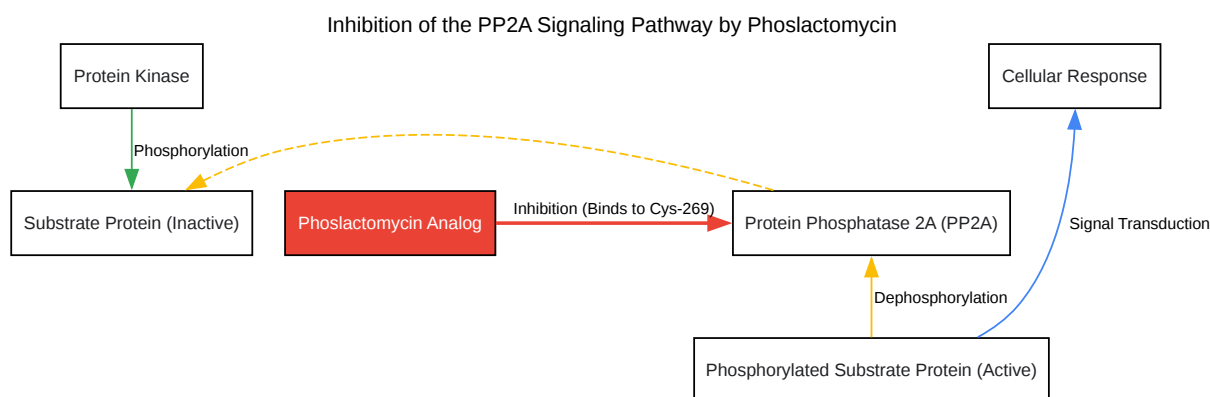 Inhibition of the PP2A Signaling Pathway by Phoslactomycin
Protein Kinase
Cellular Response
Phosphorylation
Substrate Protein (Inactive)
Phoslactomycin Analog
Inhibition (Binds to Cys-269)
Protein Phosphatase 2A (PP2A)
Signal Transduction
Dephosphorylation
Phosphorylated Substrate Protein (Active)